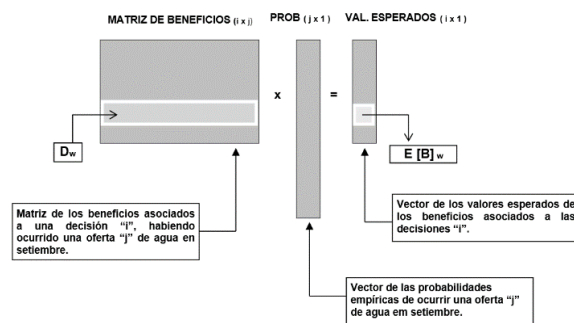 MATRIZ DE BENEFICIOS (i x j) PROB ( j x 1 ) VAL. ESPERADOS ( i x 1 )
x =
Dw
E [B] w
Matriz de los beneficios asociados
a una decisión “i”, habiendo
ocurrido una oferta “j” de agua en
setiembre.
Vector de los valores esperados de
los beneficios asociados a las
decisiones “i”.
Vector de las probabilidades
empíricas de ocurrir una oferta “j”
de agua em setiembre.